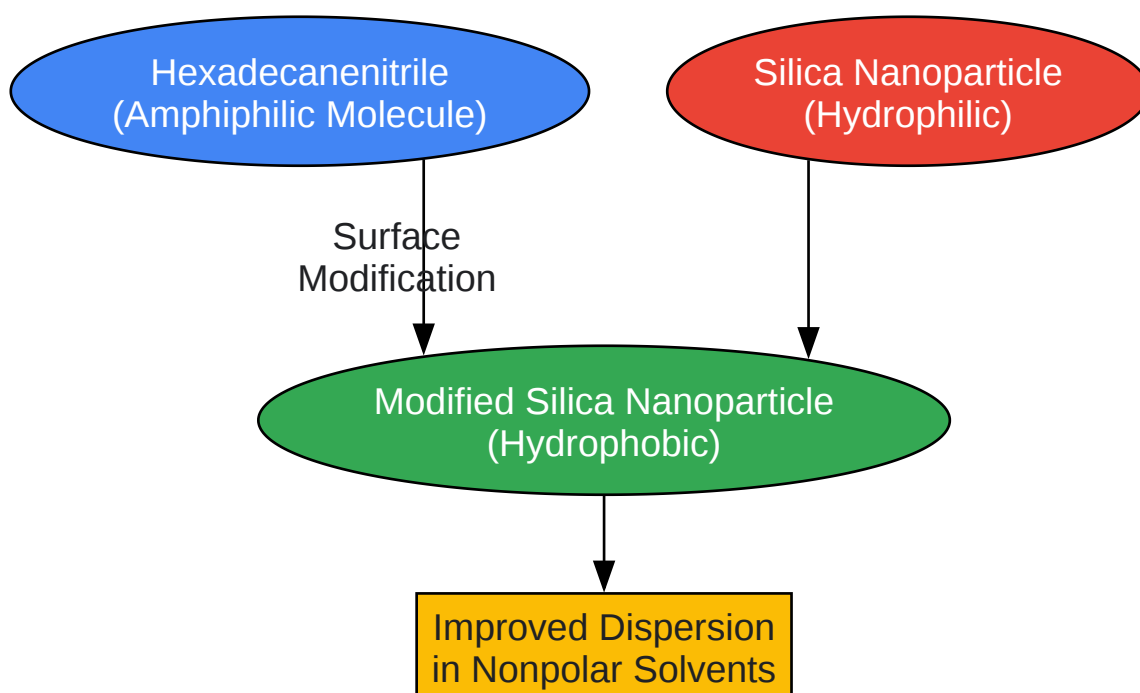 Hexadecanenitrile
(Amphiphilic Molecule)
Silica Nanoparticle
(Hydrophilic)
Surface
Modification
Modified Silica Nanoparticle
(Hydrophobic)
Improved Dispersion
in Nonpolar Solvents